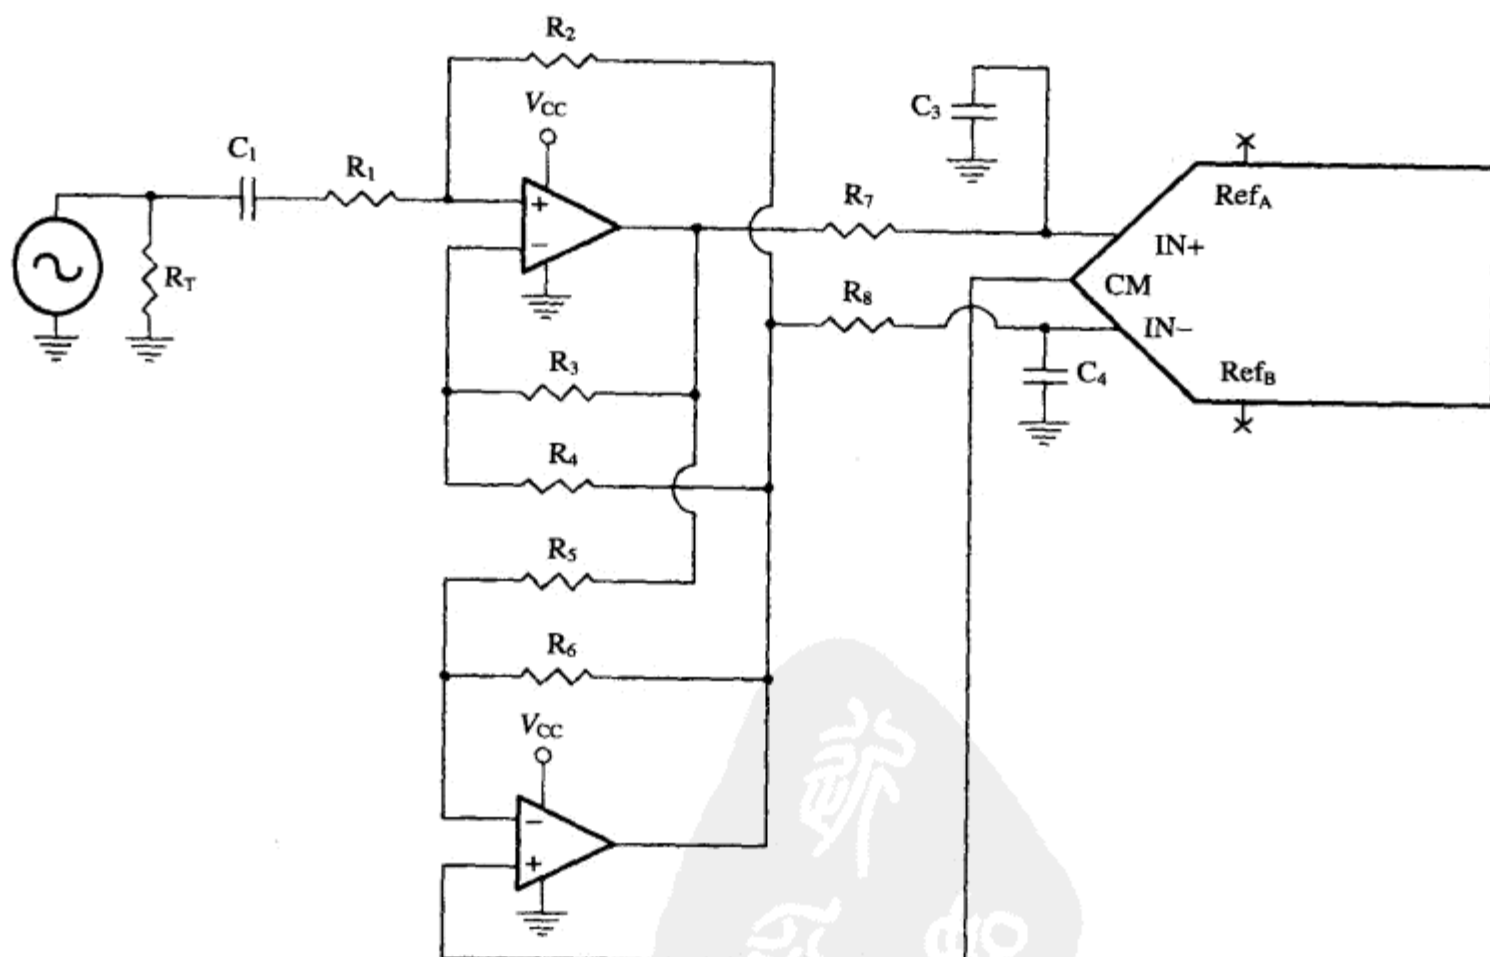 R2
VCC
C3
C1
R1
+
−
RT
R7
RefA
IN+
CM
R8
IN−
C4
RefB
R3
R4
R5
R6
VCC
−
+